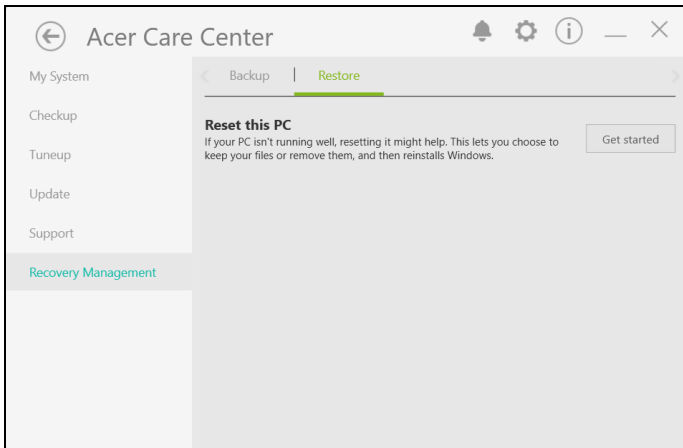 Acer Care Center
My System
Checkup
Tuneup
Update
Support
Recovery Management
Backup | Restore
Reset this PC
If your PC isn't running well, resetting it might help. This lets you choose to
keep your files or remove them, and then reinstalls Windows.
Get started